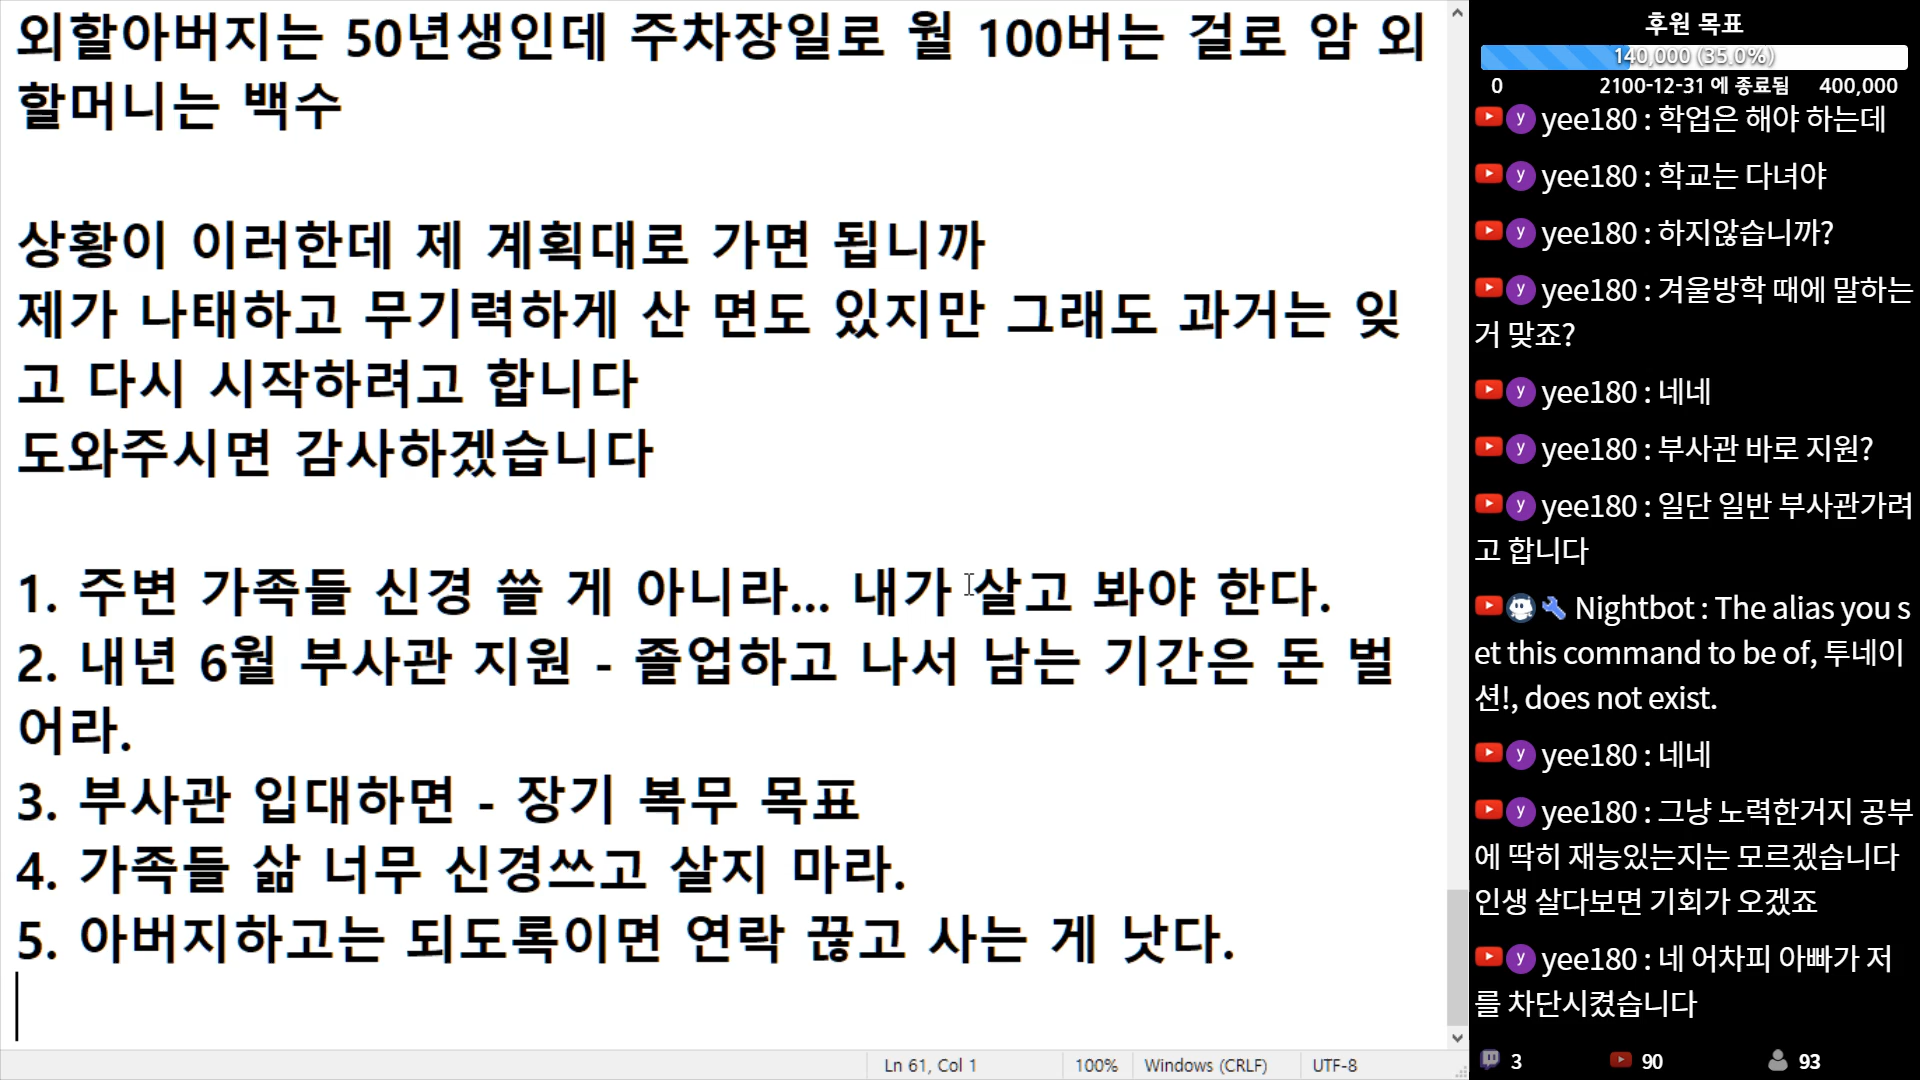 외할아버지는 50년생인데 주차장일로 월 100버는 걸로 암 외
할머니는 백수
상황이 이러한데 제 계획대로 가면 됩니까
제가 나태하고 무기력하게 산 면도 있지만 그래도 과거는 잊
고 다시 시작하려고 합니다
도와주시면 감사하겠습니다
1. 주변 가족들 신경 쓸 게 아니라... 내가 살고 봐야 한다.
2. 내년 6월 부사관 지원 - 졸업하고 나서 남는 기간은 돈 벌
어라.
3. 부사관 입대하면 - 장기 복무 목표
4. 가족들 삶 너무 신경쓰고 살지 마라.
5. 아버지하고는 되도록이면 연락 끊고 사는 게 낫다.
Ln 61, Col 1
100%
Windows (CRLF)
UTF-8
후원 목표
140,000 (35.0%)
0 2100-12-31 에 종료됨 400,000
y yee180 : 학업은 해야 하는데
y yee180 : 학교는 다녀야
y yee180 : 하지않습니까?
y yee180 : 겨울방학 때에 말하는
거 맞죠?
y yee180 : 네네
y yee180 : 부사관 바로 지원?
y yee180 : 일단 일반 부사관가려
고 합니다
Nightbot : The alias you s
et this command to be of, 투네이
션!, does not exist.
y yee180 : 네네
y yee180 : 그냥 노력한거지 공부
에 딱히 재능있는지는 모르겠습니다
인생 살다보면 기회가 오겠죠
y yee180 : 네 어차피 아빠가 저
를 차단시켰습니다
3 90 93